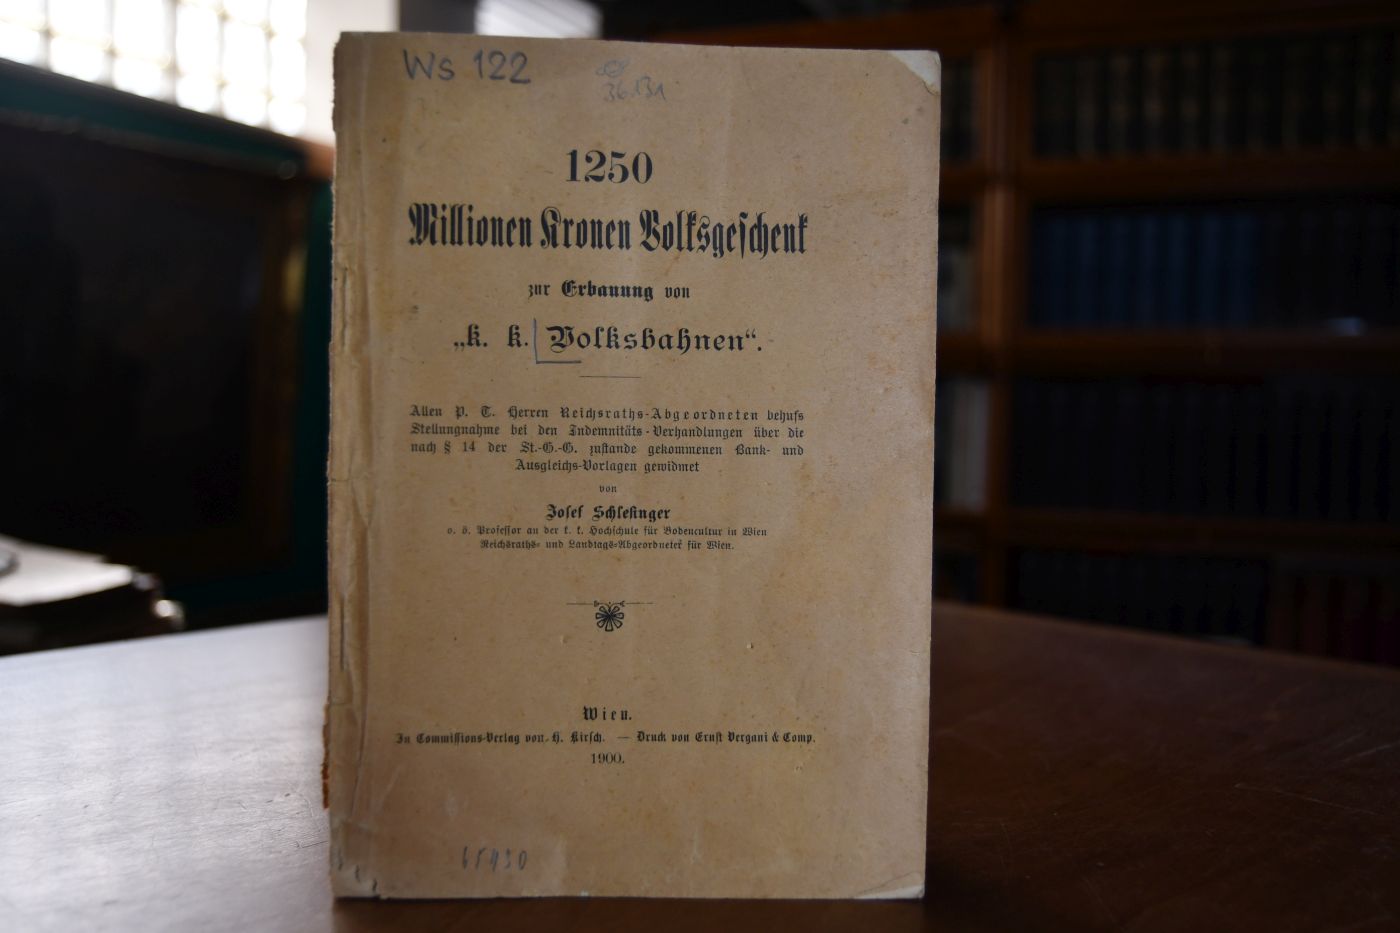 Ws 122
36.131
1250
Millionen Kronen Volksgeschenk
zur Erbauung von
„k. k. Volksbahnen“.
Allen P. T. Herren Reichsraths-Abgeordneten behufs
Stellungnahme bei den Indemnitäts-Verhandlungen über die
nach § 14 der St.-G.-G. zustande gekommenen Bank- und
Ausgleichs-Vorlagen gewidmet
von
Josef Schlesinger
o. ö. Professor an der k. k. Hochschule für Bodencultur in Wien
Reichsraths- und Landtags-Abgeordneter für Wien.
Wien.
In Commissions-Verlag von H. Kirsch. — Druck von Ernst Vergani & Comp.
1900.